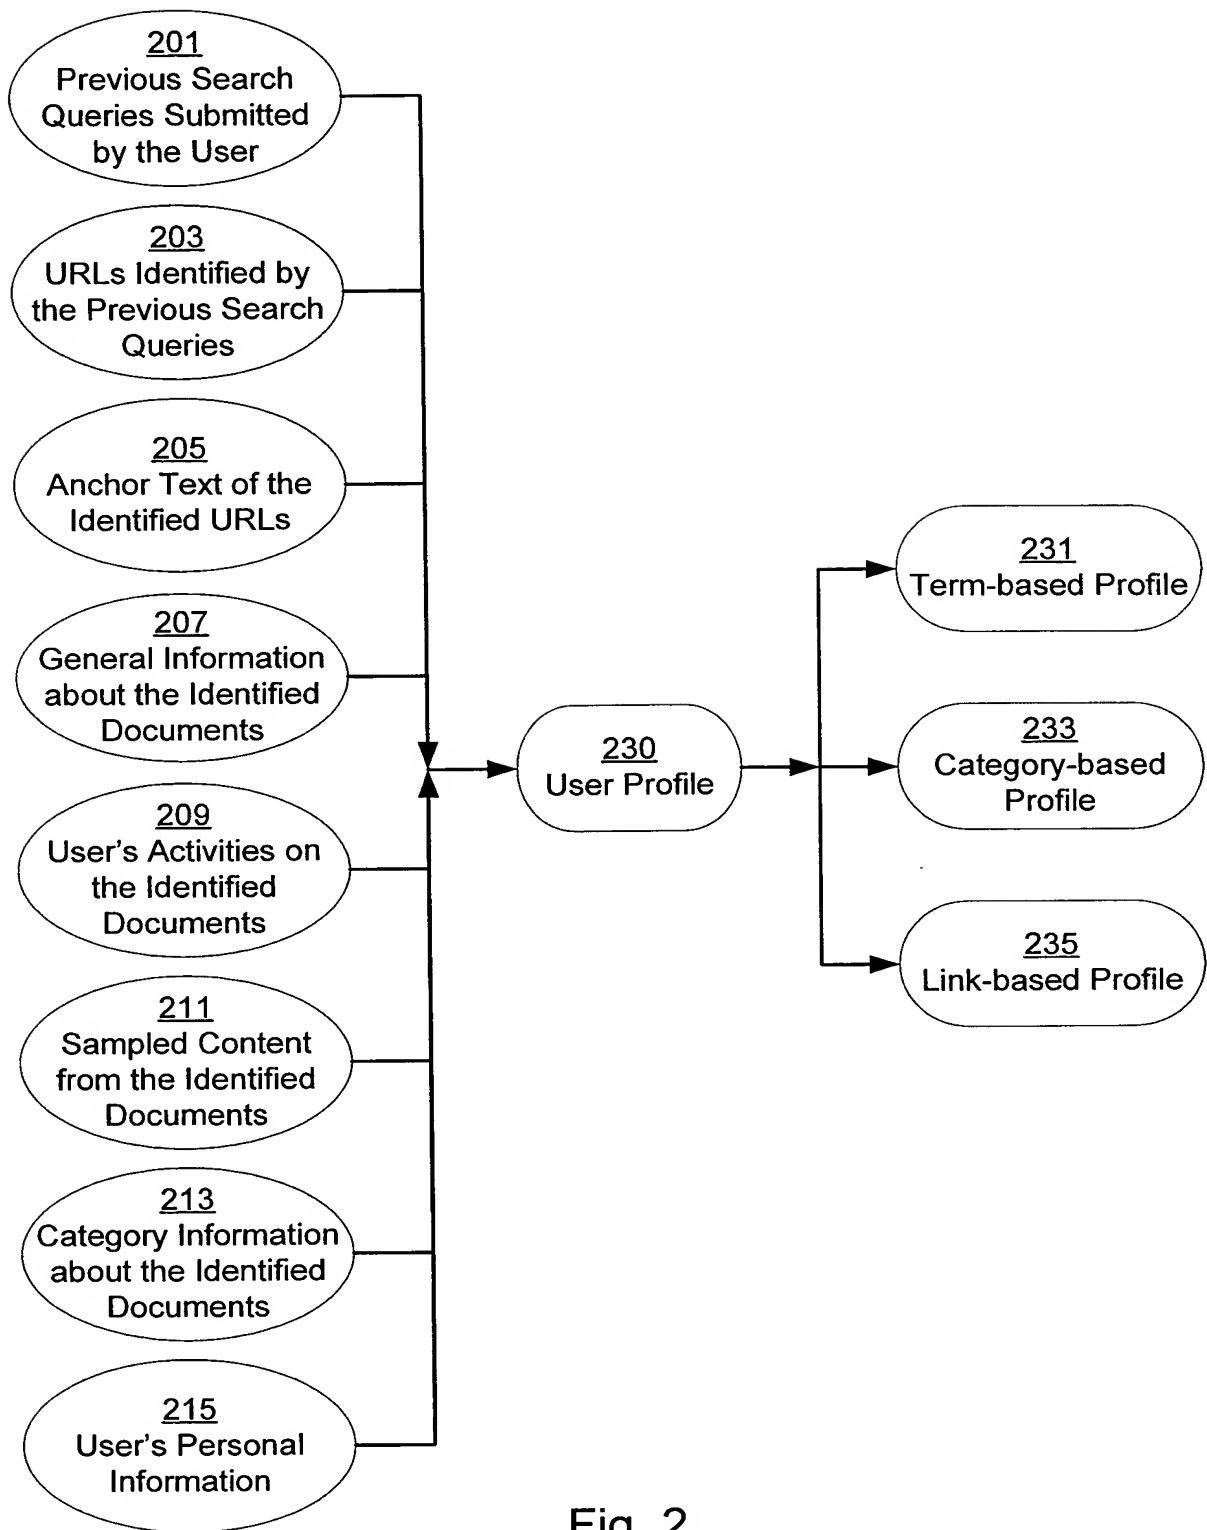 201
Previous Search
Queries Submitted
by the User
203
URLs Identified by
the Previous Search
Queries
205
Anchor Text of the
Identified URLs
207
General Information
about the Identified
Documents
209
User's Activities on
the Identified
Documents
211
Sampled Content
from the Identified
Documents
213
Category Information
about the Identified
Documents
215
User's Personal
Information
230
User Profile
231
Term-based Profile
233
Category-based
Profile
235
Link-based Profile
Fig. 2